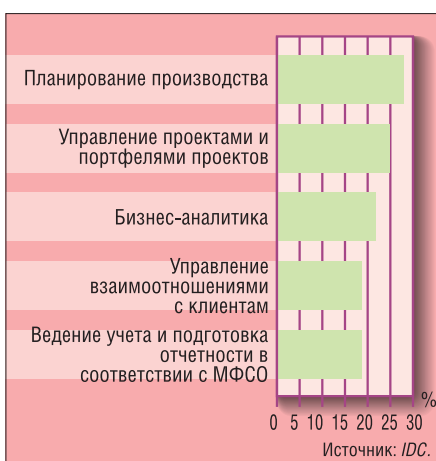 Планирование производства
Управление проектами и
портфелями проектов
Бизнес-аналитика
Управление
взаимоотношениями
с клиентам
Ведение учета и подготовка
отчетности в
соответствии с МФСО
%
0 5 10 15 20 25 30
Источник: IDC.